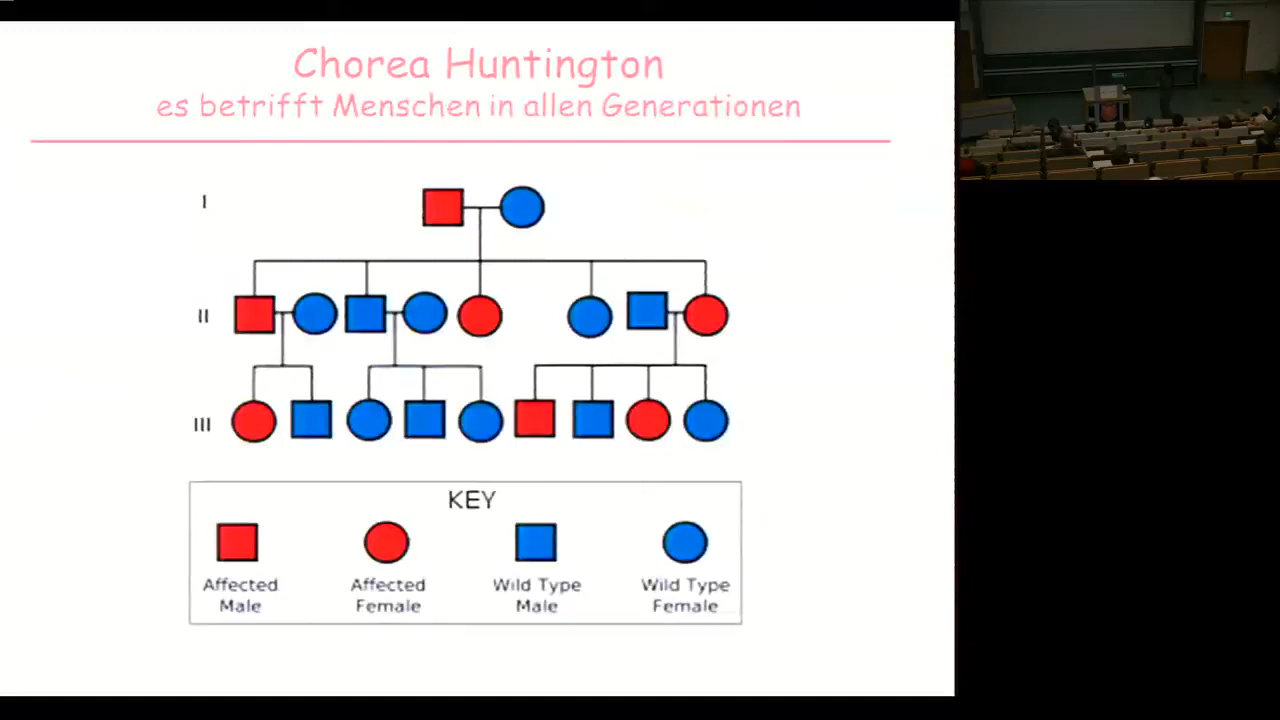 Chorea Huntington
es betrifft Menschen in allen Generationen
I
II
III
KEY
Affected Male
Affected Female
Wild Type Male
Wild Type Female